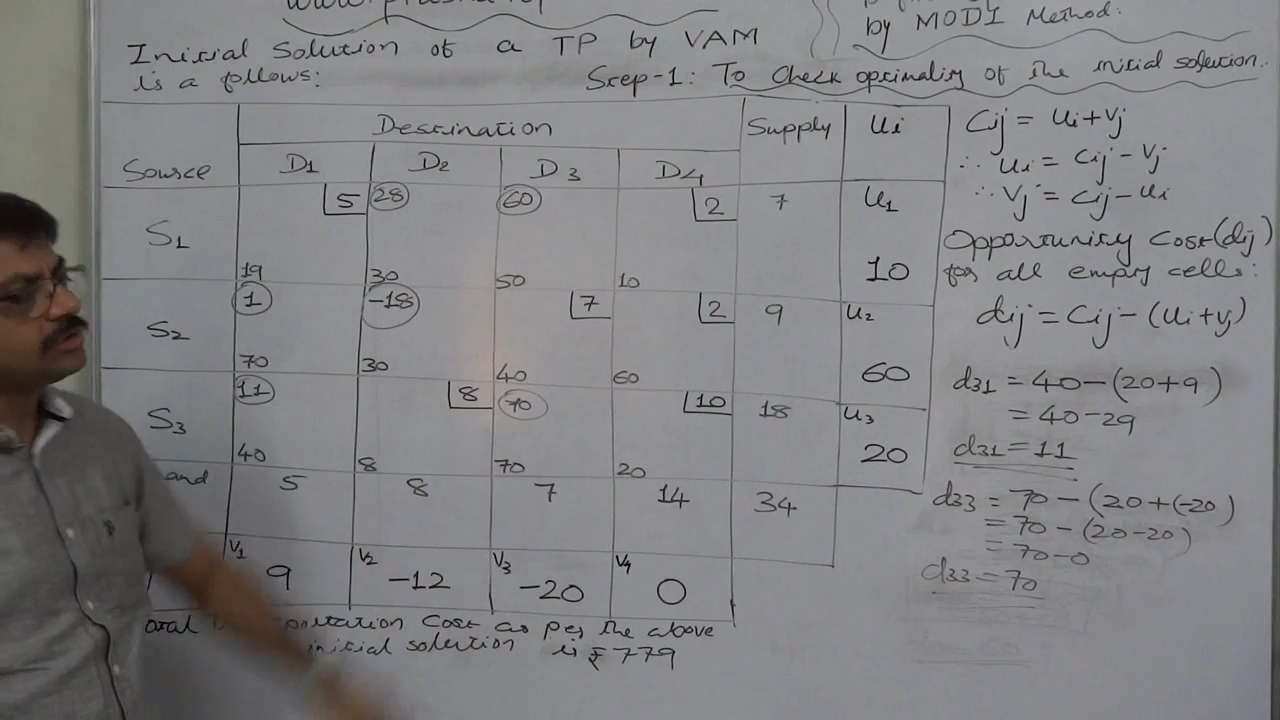 by MODI Method.
Initial Solution of a TP by VAM
is a follows:
Step-1: To check optimality of the initial solution.
Destination
Supply
ui
Source
D1
D2
D3
D4
S1
5
28
60
2
7
u1
19
30
50
10
10
S2
1
-18
7
2
9
u2
70
30
40
60
60
S3
11
8
70
10
18
u3
40
8
70
20
20
and
5
8
7
14
34
v1
v2
v3
v4
9
-12
-20
0
Cost as per the above
initial solution is ₹779
Cij = ui+vj
∴ ui = Cij - vj
∴ vj = Cij - ui
Opportunity Cost(dij)
for all empty cells:
dij = Cij - (ui+vj)
d31 = 40-(20+9)
= 40-29
d31 = 11
d33 = 70 - (20+(-20)
= 70 - (20-20)
= 70-0
d33 = 70